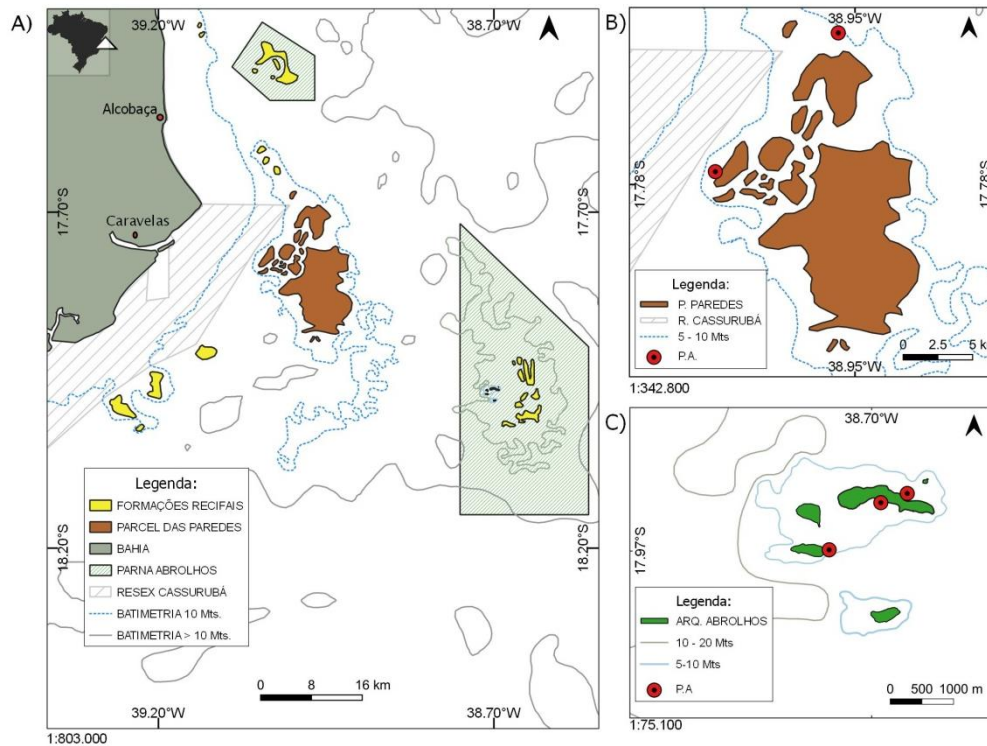 A)
39.20°W
38.70°W
Alcobaça
Caravelas
17.70°S
17.70°S
18.20°S
18.20°S
Legenda:
FORMAÇÕES RECIFAIS
PARCEL DAS PAREDES
BAHIA
PARNA ABROLHOS
RESEX CASSURUBÁ
BATIMETRIA 10 Mts.
BATIMETRIA > 10 Mts.
0 8 16 km
39.20°W
38.70°W
1:803.000
B)
38.95°W
17.78°S
17.78°S
Legenda:
P. PAREDES
R. CASSURUBÁ
5 - 10 Mts
P.A.
0 2.5 5 k
38.95°W
1:342.800
C)
38.70°W
17.97°S
Legenda:
ARQ. ABROLHOS
10 - 20 Mts
5-10 Mts
P.A
0 500 1000 m
1:75.100